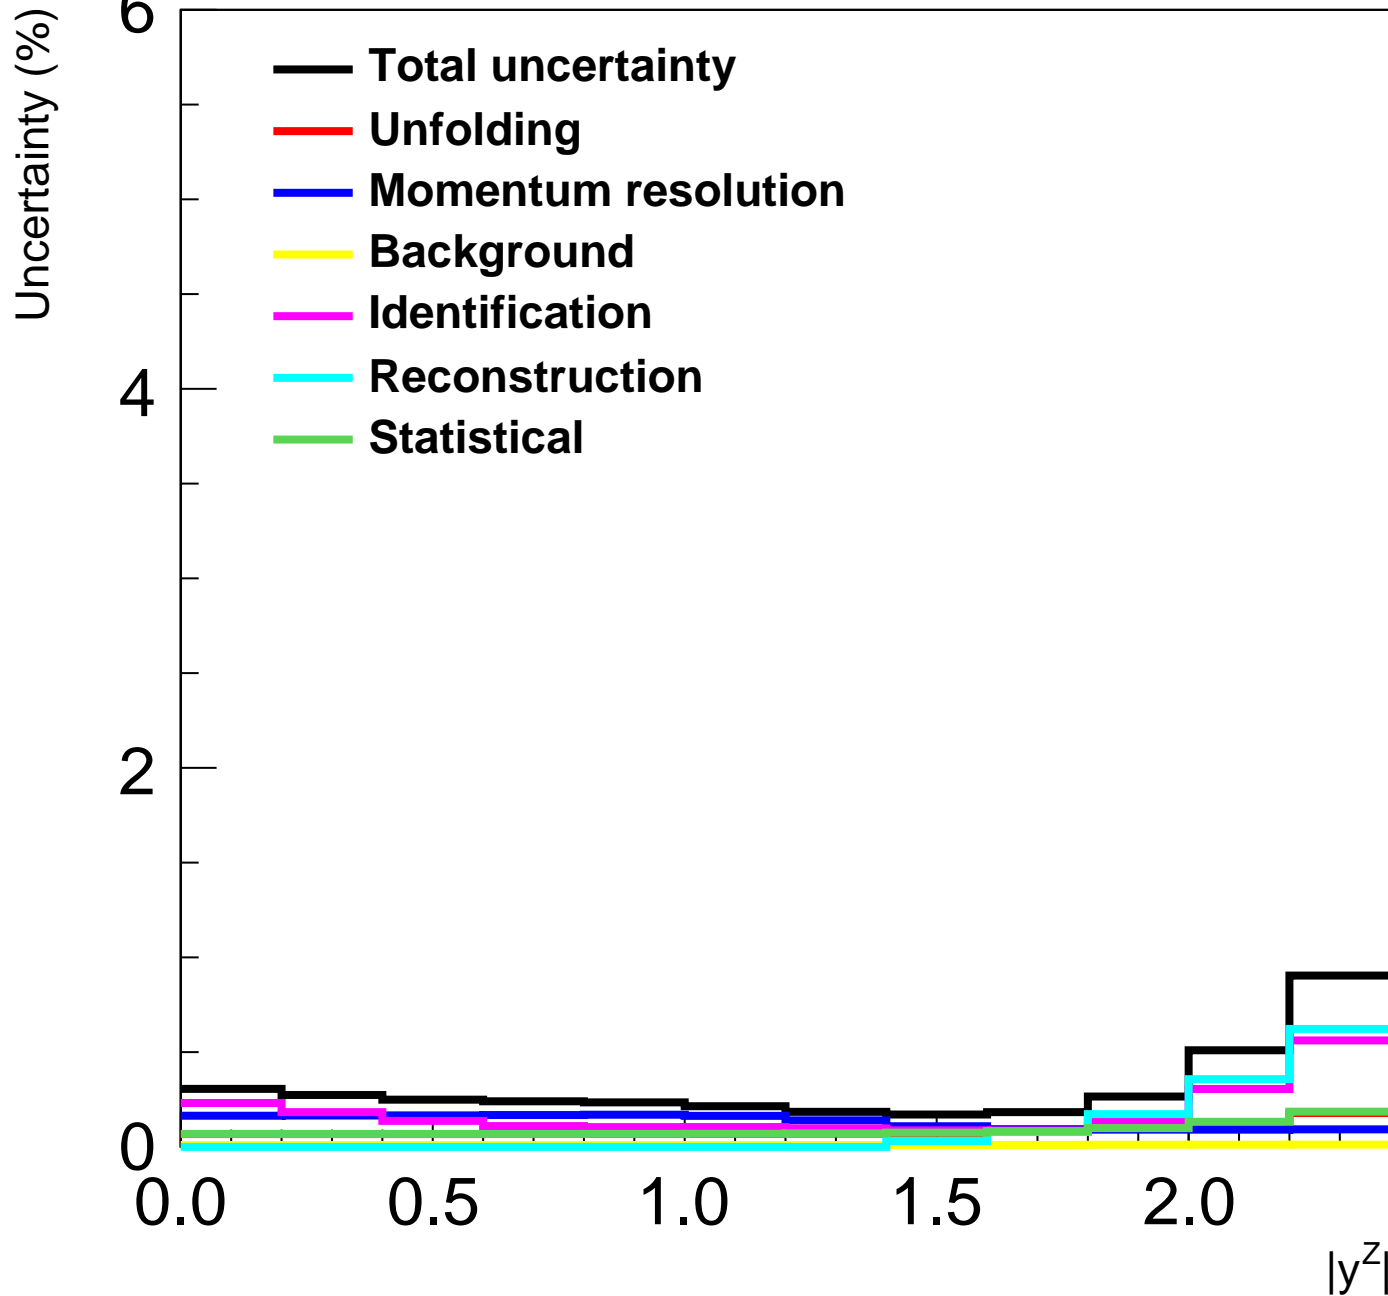 Uncertainty (%)
6
4
2
0
Total uncertainty
Unfolding
Momentum resolution
Background
Identification
Reconstruction
Statistical
0.0 0.5 1.0 1.5 2.0
|y^Z|